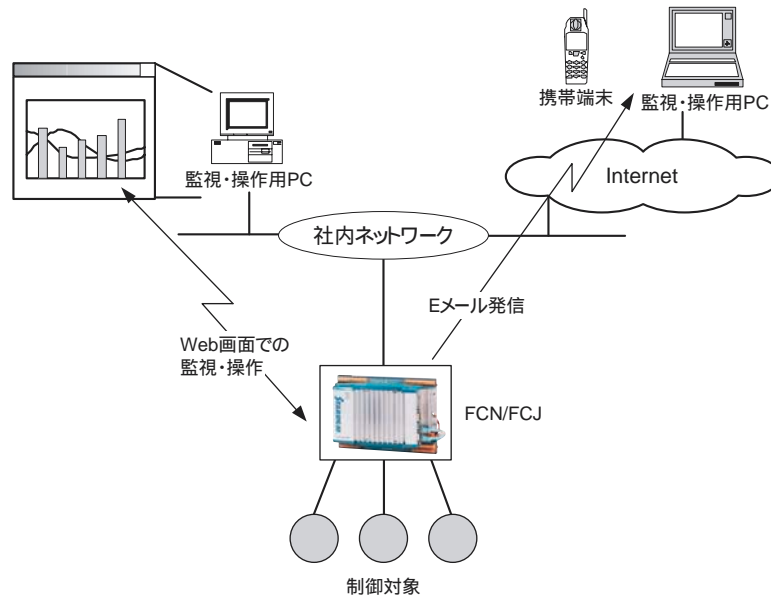 携帯端末
監視・操作用PC
監視・操作用PC
Internet
社内ネットワーク
Eメール発信
Web画面での
監視・操作
FCN/FCJ
制御対象